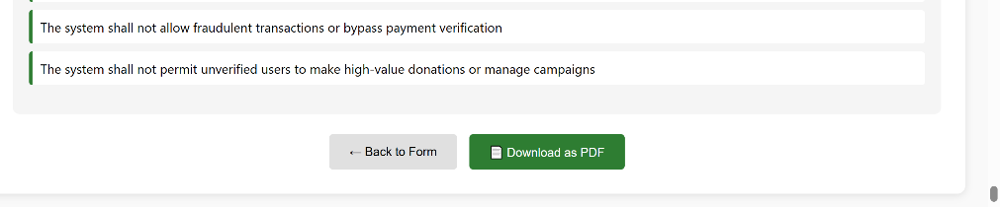 The system shall not allow fraudulent transactions or bypass payment verification
The system shall not permit unverified users to make high-value donations or manage campaigns
← Back to Form
Download as PDF